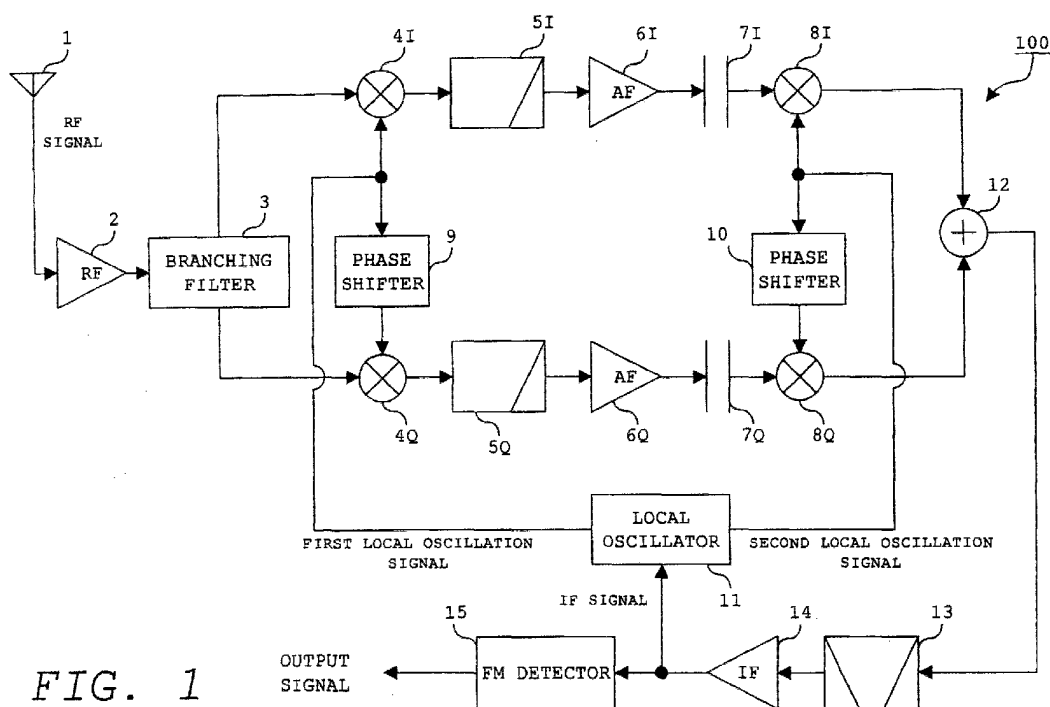 1
4I
5I
6I
7I
8I
100
RF
SIGNAL
AF
2
3
9
10
12
RF
BRANCHING
FILTER
PHASE
SHIFTER
PHASE
SHIFTER
AF
4Q
5Q
6Q
7Q
8Q
LOCAL
OSCILLATOR
FIRST LOCAL OSCILLATION
SIGNAL
SECOND LOCAL OSCILLATION
SIGNAL
IF SIGNAL
11
15
14
13
OUTPUT
SIGNAL
FM DETECTOR
IF
FIG. 1